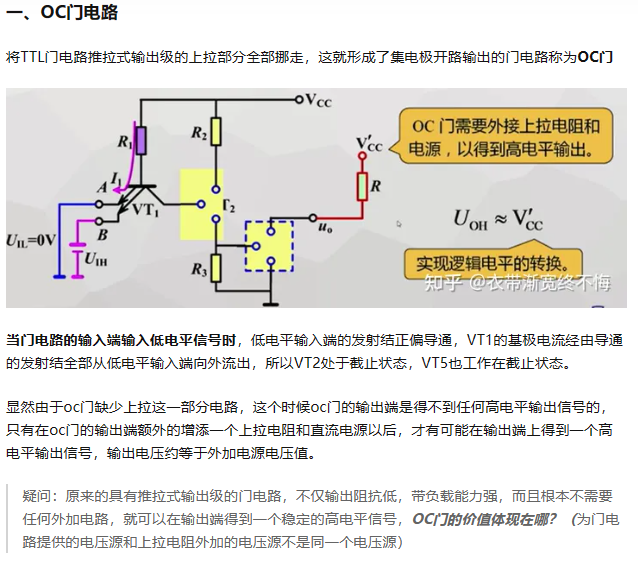 一、OC门电路
将TTL门电路推拉式输出级的上拉部分全部挪走，这就形成了集电极开路输出的门电路称为OC门
VCC
R1
R2
I1
A
VT1
B
UIL=0V
UIH
T2
R3
uo
V'CC
R
OC 门需要外接上拉电阻和
电源，以得到高电平输出。
UOH ≈ V'CC
实现逻辑电平的转换。
知乎 @衣带渐宽终不悔
当门电路的输入端输入低电平信号时，低电平输入端的发射结正偏导通，VT1的基极电流经由导通
的发射结全部从低电平输入端向外流出，所以VT2处于截止状态，VT5也工作在截止状态。
显然由于oc门缺少上拉这一部分电路，这个时候oc门的输出端是得不到任何高电平输出信号的，
只有在oc门的输出端额外的增添一个上拉电阻和直流电源以后，才有可能在输出端上得到一个高
电平输出信号，输出电压约等于外加电源电压值。
疑问：原来的具有推拉式输出级的门电路，不仅输出阻抗低，带负载能力强，而且根本不需要
任何外加电路，就可以在输出端得到一个稳定的高电平信号，OC门的价值体现在哪？（为门电
路提供的电压源和上拉电阻外加的电压源不是同一个电压源）